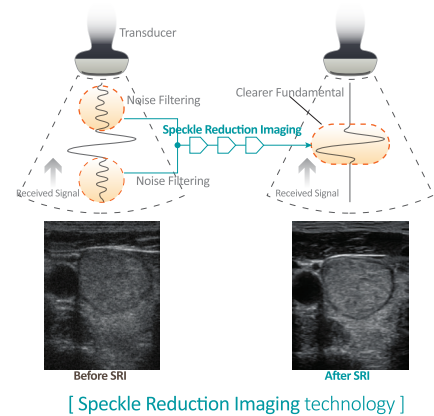 Transducer
Noise Filtering
Clearer Fundamental
Speckle Reduction Imaging
Noise Filtering
Received Signal
Received Signal
Before SRI
After SRI
[ Speckle Reduction Imaging technology ]